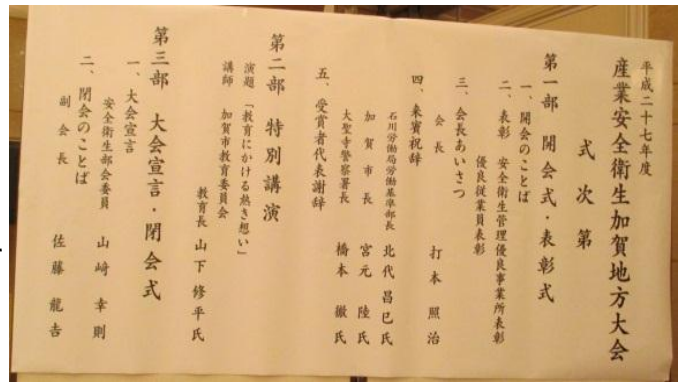 平成二十七年度
産業安全衛生加賀地方大会
式次第
第一部 開会式・表彰式
一、開会のことば
二、表彰 安全衛生管理優良事業所表彰
優良従業員表彰
三、会長あいさつ
会長 打本照治
四、来賓祝辞
石川労働局労働基準部長 北代昌巳氏
加賀市長 宮元陸氏
大聖寺警察署長 橋本徹氏
五、受賞者代表謝辞
第二部 特別講演
演題 「教育にかける熱き想い」
講師 加賀市教育委員会
教育長 山下修平氏
第三部 大会宣言・閉会式
一、大会宣言
安全衛生部会委員 山﨑幸則
二、閉会のことば
副会長 佐藤龍𠮷